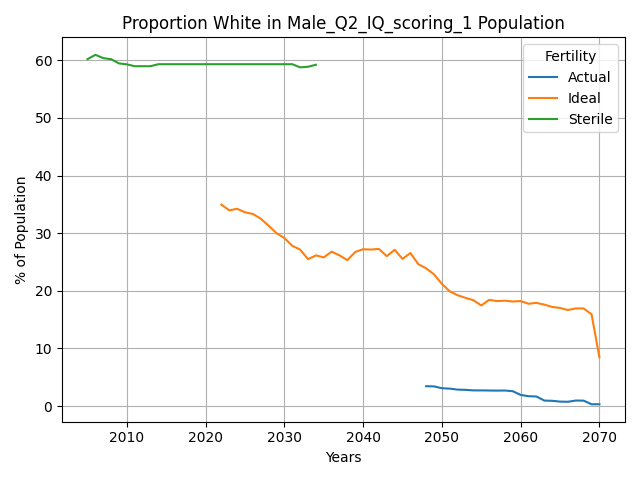 Proportion White in Male_Q2_IQ_scoring_1 Population
Fertility
Actual
Ideal
Sterile
% of Population
60
50
40
30
20
10
0
2010 2020 2030 2040 2050 2060 2070
Years